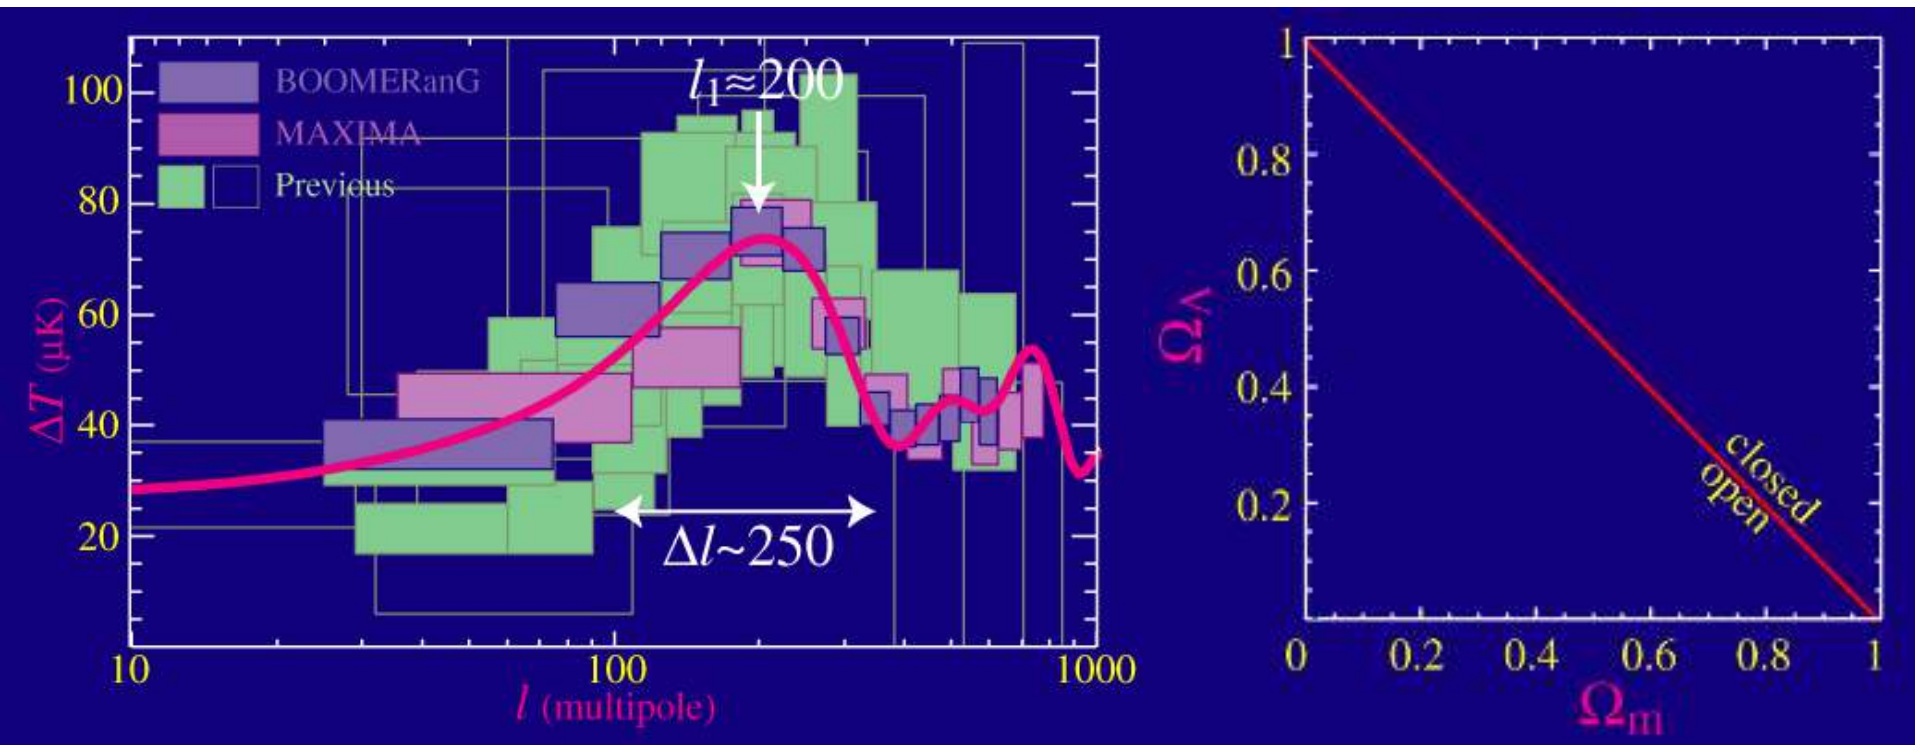 l₁≈200
100
80
60
40
20
BOOMERanG
MAXIMA
Previous
Δl~250
10
100
1000
ΔT (μK)
l (multipole)
1
0.8
0.6
0.4
0.2
closed
open
0
0.2
0.4
0.6
0.8
1
Ω_Λ
Ωₘ